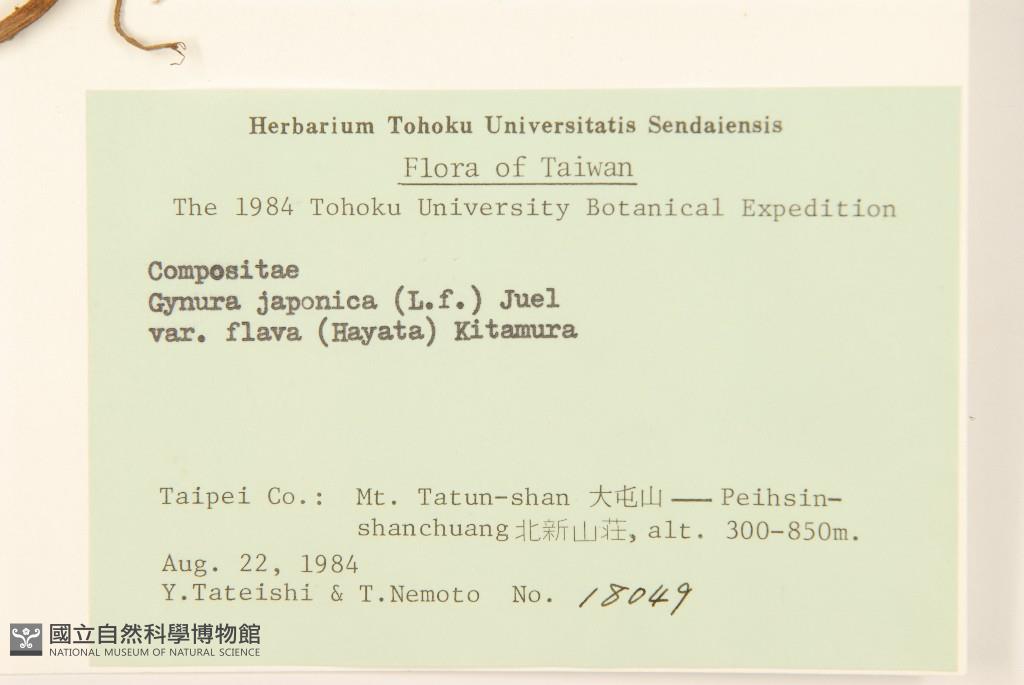 Herbarium Tohoku Universitatis Sendaiensis
Flora of Taiwan
The 1984 Tohoku University Botanical Expedition
Compositae
Gynura japonica (L.f.) Juel
var. flava (Hayata) Kitamura
Taipei Co.: Mt. Tatun-shan 大屯山 — Peihsin-
shanchuang 北新山荘, alt. 300-850m.
Aug. 22, 1984
Y.Tateishi & T.Nemoto No. 18049
國立自然科學博物館
NATIONAL MUSEUM OF NATURAL SCIENCE